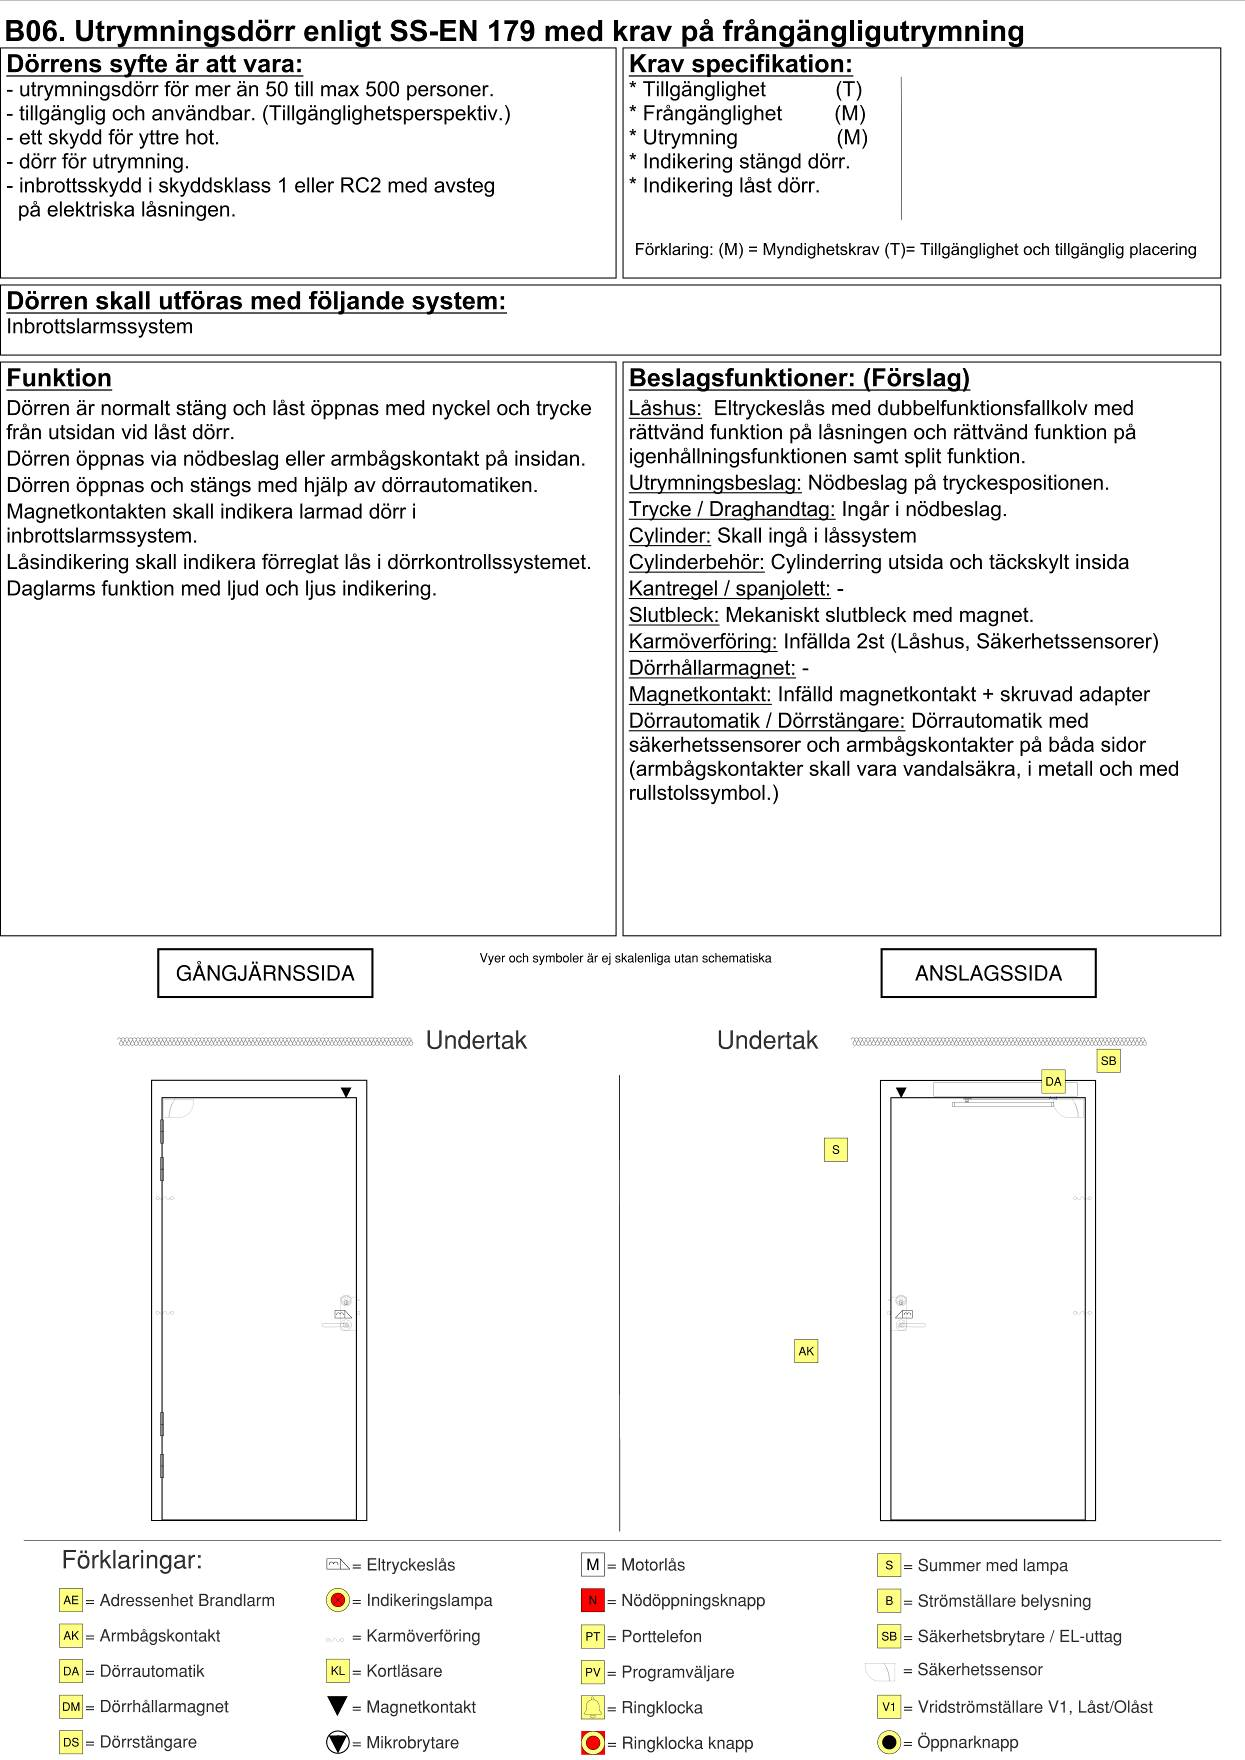 B06. Utrymningsdörr enligt SS-EN 179 med krav på frångängligutrymning
Dörrens syfte är att vara:
- utrymningsdörr för mer än 50 till max 500 personer.
- tillgänglig och användbar. (Tillgänglighetsperspektiv.)
- ett skydd för yttre hot.
- dörr för utrymning.
- inbrottsskydd i skyddsklass 1 eller RC2 med avsteg
på elektriska låsningen.
Krav specifikation:
* Tillgänglighet (T)
* Frångänglighet (M)
* Utrymning (M)
* Indikering stängd dörr.
* Indikering låst dörr.
Förklaring: (M) = Myndighetskrav (T)= Tillgänglighet och tillgänglig placering
Dörren skall utföras med följande system:
Inbrottslarmssystem
Funktion
Dörren är normalt stäng och låst öppnas med nyckel och trycke
från utsidan vid låst dörr.
Dörren öppnas via nödbeslag eller armbågskontakt på insidan.
Dörren öppnas och stängs med hjälp av dörrautomatiken.
Magnetkontakten skall indikera larmad dörr i
inbrottslarmssystem.
Låsindikering skall indikera förreglat lås i dörrkontrollssystemet.
Daglarms funktion med ljud och ljus indikering.
Beslagsfunktioner: (Förslag)
Låshus: Eltryckeslås med dubbelfunktionsfallkolv med
rättvänd funktion på låsningen och rättvänd funktion på
igenhållningsfunktionen samt split funktion.
Utrymningsbeslag: Nödbeslag på tryckespositionen.
Trycke / Draghandtag: Ingår i nödbeslag.
Cylinder: Skall ingå i låssystem
Cylinderbehör: Cylinderring utsida och täckskylt insida
Kantregel / spanjolett: -
Slutbleck: Mekaniskt slutbleck med magnet.
Karmöverföring: Infällda 2st (Låshus, Säkerhetssensorer)
Dörrhållarmagnet: -
Magnetkontakt: Infälld magnetkontakt + skruvad adapter
Dörrautomatik / Dörrstängare: Dörrautomatik med
säkerhetssensorer och armbågskontakter på båda sidor
(armbågskontakter skall vara vandalsäkra, i metall och med
rullstolssymbol.)
GÅNGJÄRNSSIDA
Vyer och symboler är ej skalenliga utan schematiska
ANSLAGSSIDA
Undertak
Undertak
SB
DA
S
AK
Förklaringar:
AE = Adressenhet Brandlarm
AK = Armbågskontakt
DA = Dörrautomatik
DM = Dörrhållarmagnet
DS = Dörrstängare
= Eltryckeslås
= Indikeringslampa
= Karmöverföring
KL = Kortläsare
= Magnetkontakt
= Mikrobrytare
M = Motorlås
N = Nödöppningsknapp
PT = Porttelefon
PV = Programväljare
= Ringklocka
= Ringklocka knapp
S = Summer med lampa
B = Strömställare belysning
SB = Säkerhetsbrytare / EL-uttag
= Säkerhetssensor
V1 = Vridströmställare V1, Låst/Olåst
= Öppnarknapp